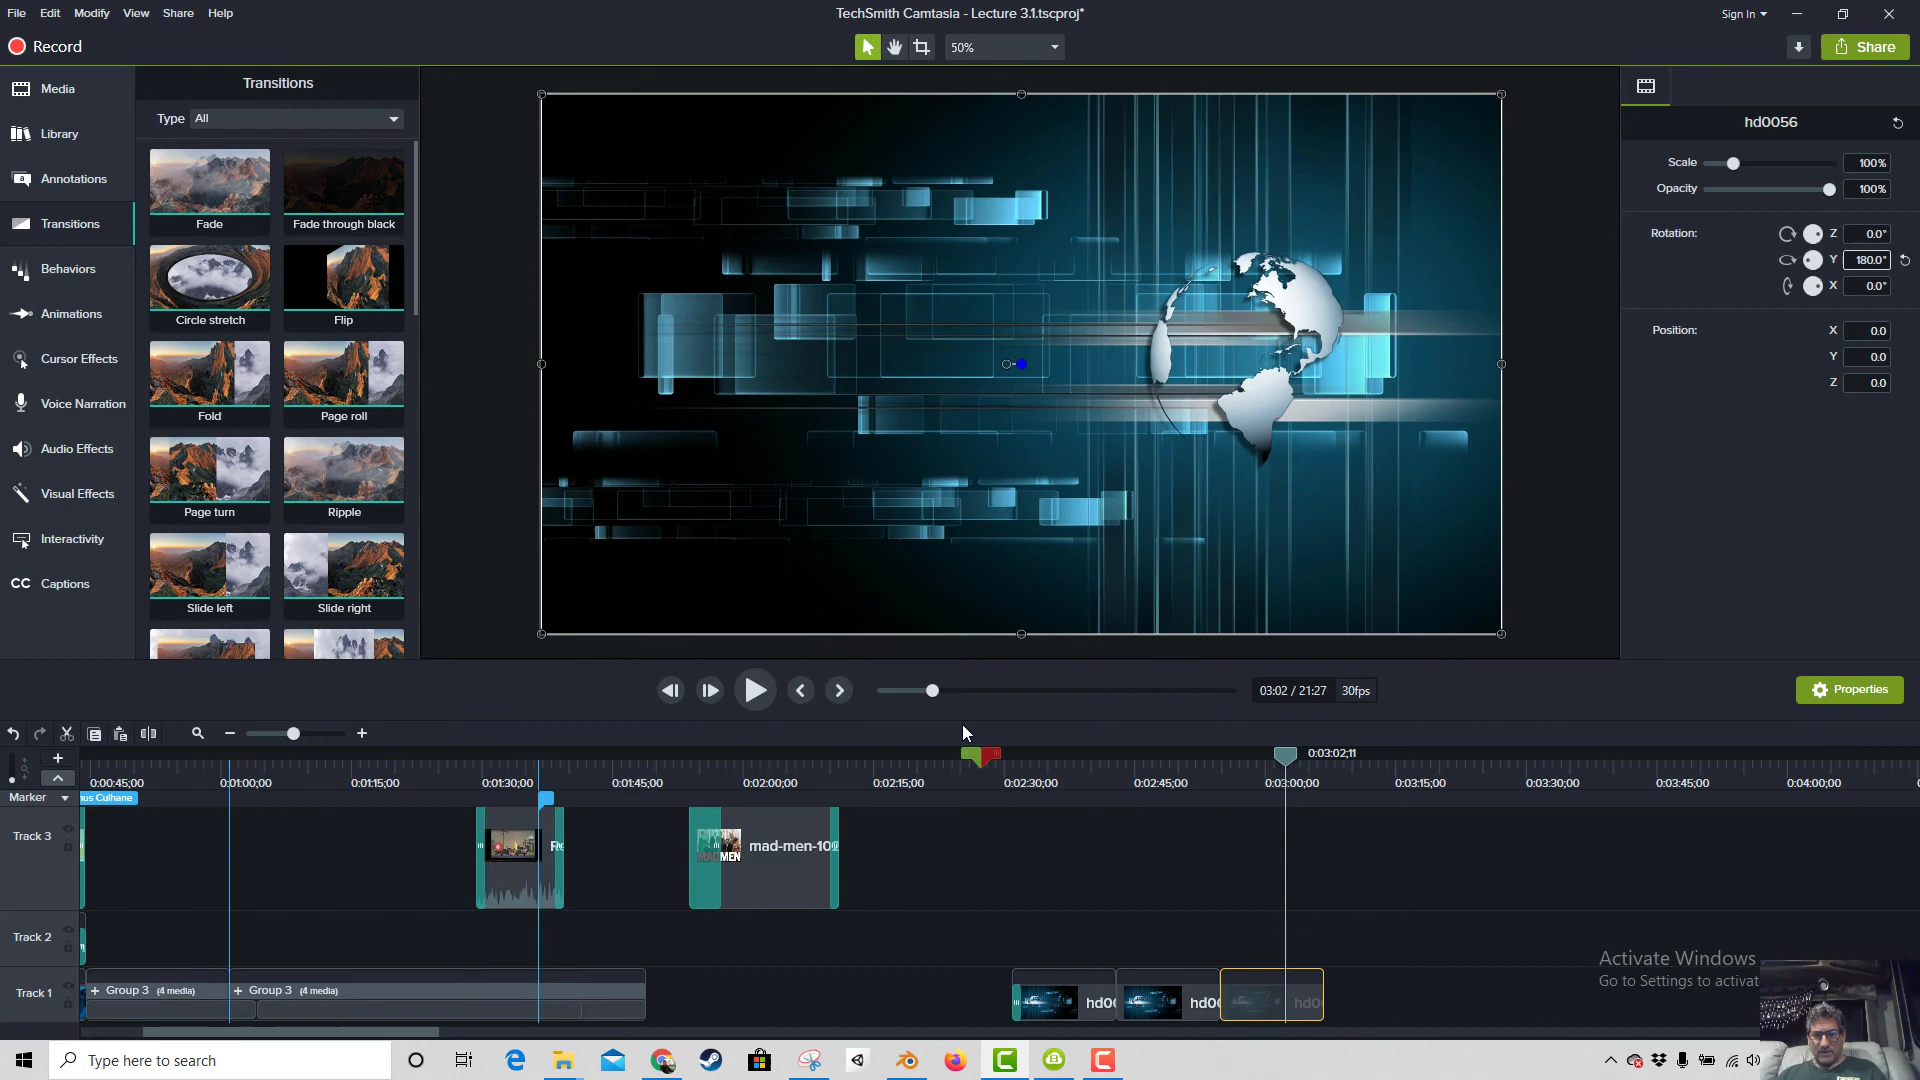 File Edit Modify View Share Help
TechSmith Camtasia - Lecture 3.1.tscproj*
Sign In
Record
50%
Share
Media
Library
Annotations
Transitions
Behaviors
Animations
Cursor Effects
Voice Narration
Audio Effects
Visual Effects
Interactivity
CC Captions
Transitions
Type All
Fade Fade through black
Circle stretch Flip
Fold Page roll
Page turn Ripple
Slide left Slide right
hd0056
Scale 100%
Opacity 100%
Rotation: Z 0.0°
Y 180.0°
X 0.0°
Position: X 0.0
Y 0.0
Z 0.0
03:02 / 21:27 30fps
Properties
0:03:02;11
0:00:45;00 0:01:00;00 0:01:15;00 0:01:30;00 0:01:45;00 0:02:00;00 0:02:15;00 0:02:30;00 0:02:45;00 0:03:00;00 0:03:15;00 0:03:30;00 0:03:45;00 0:04:00;00
Marker
Track 3
MAD MEN mad-men-10
Track 2
Track 1
+ Group 3 (4 media) + Group 3 (4 media)
hd0 hd0 hd0
Activate Windows
Go to Settings to activat
Type here to search